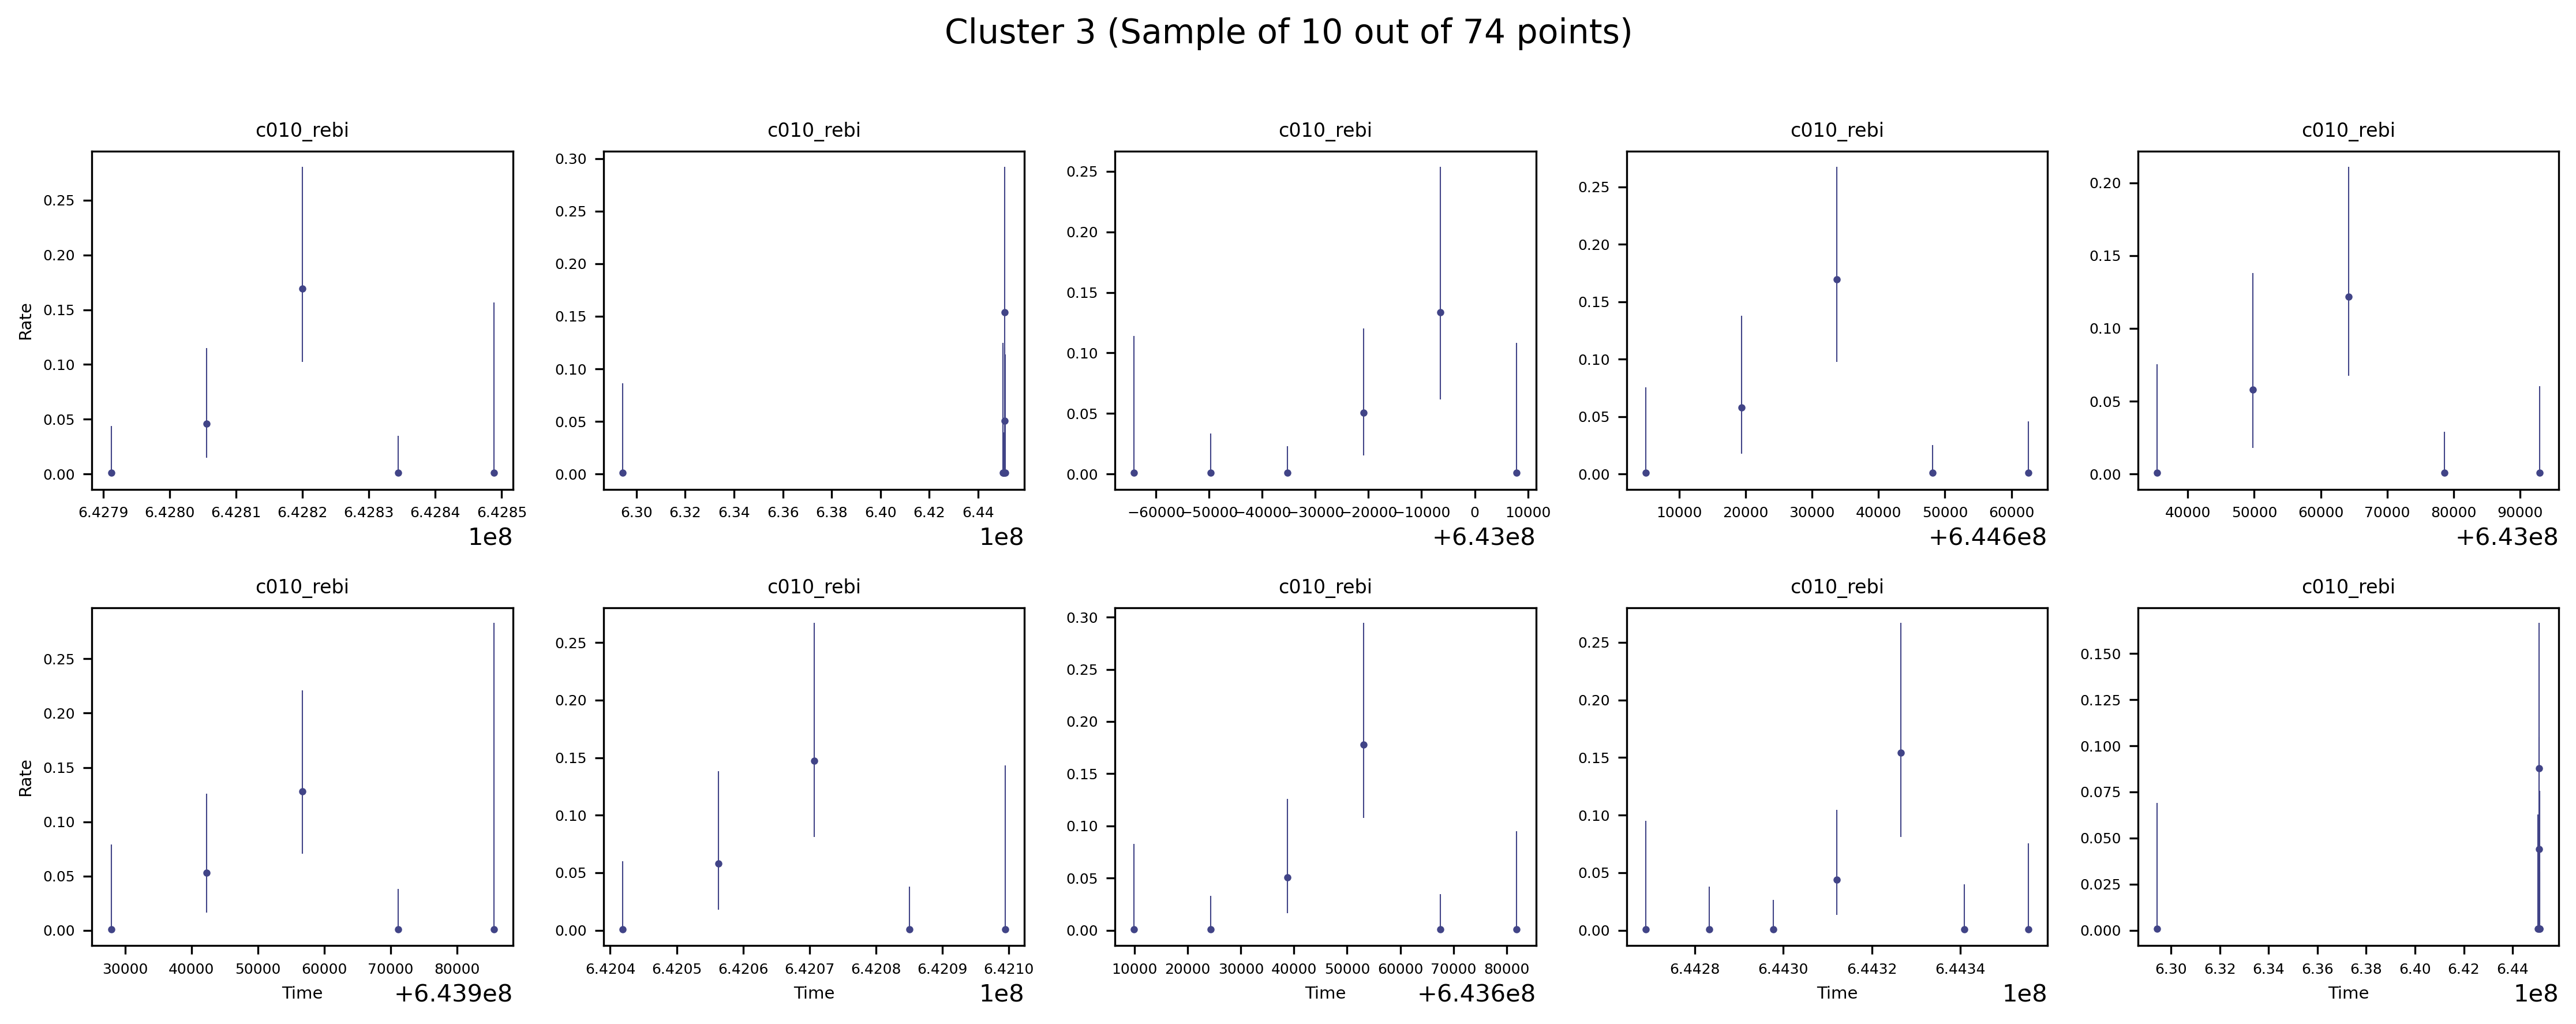 Cluster 3 (Sample of 10 out of 74 points)
c010_rebi c010_rebi c010_rebi c010_rebi c010_rebi
Rate
0.25
0.20
0.15
0.10
0.05
0.00
6.4279 6.4280 6.4281 6.4282 6.4283 6.4284 6.4285
1e8
0.30
0.25
0.20
0.15
0.10
0.05
0.00
6.30 6.32 6.34 6.36 6.38 6.40 6.42 6.44
1e8
0.25
0.20
0.15
0.10
0.05
0.00
−60000 −50000 −40000 −30000 −20000 −10000 0 10000
+6.43e8
0.25
0.20
0.15
0.10
0.05
0.00
10000 20000 30000 40000 50000 60000
+6.446e8
0.20
0.15
0.10
0.05
0.00
40000 50000 60000 70000 80000 90000
+6.43e8
c010_rebi c010_rebi c010_rebi c010_rebi c010_rebi
Rate
0.25
0.20
0.15
0.10
0.05
0.00
30000 40000 50000 60000 70000 80000
Time +6.439e8
0.25
0.20
0.15
0.10
0.05
0.00
6.4204 6.4205 6.4206 6.4207 6.4208 6.4209 6.4210
Time 1e8
0.30
0.25
0.20
0.15
0.10
0.05
0.00
10000 20000 30000 40000 50000 60000 70000 80000
Time +6.436e8
0.25
0.20
0.15
0.10
0.05
0.00
6.4428 6.4430 6.4432 6.4434
Time 1e8
0.150
0.125
0.100
0.075
0.050
0.025
0.000
6.30 6.32 6.34 6.36 6.38 6.40 6.42 6.44
Time 1e8